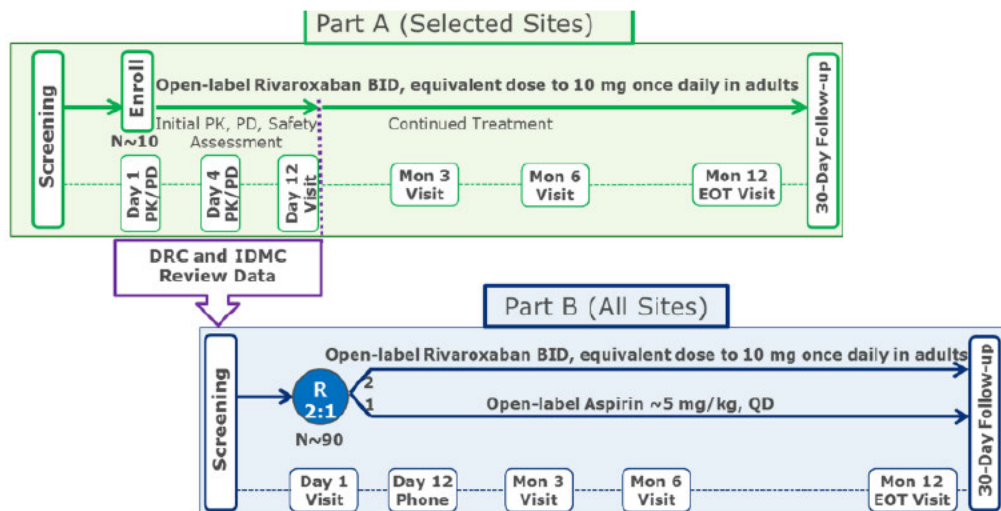 Part A (Selected Sites)
Screening
Enroll
N~10
Open-label Rivaroxaban BID, equivalent dose to 10 mg once daily in adults
Initial PK, PD, Safety
Assessment
Continued Treatment
Day 1
PK/PD
Day 4
PK/PD
Day 12
Visit
Mon 3
Visit
Mon 6
Visit
Mon 12
EOT Visit
30-Day Follow-up
DRC and IDMC
Review Data
Part B (All Sites)
Screening
R
2:1
N~90
2
1
Open-label Rivaroxaban BID, equivalent dose to 10 mg once daily in adults
Open-label Aspirin ~5 mg/kg, QD
Day 1
Visit
Day 12
Phone
Mon 3
Visit
Mon 6
Visit
Mon 12
EOT Visit
30-Day Follow-up